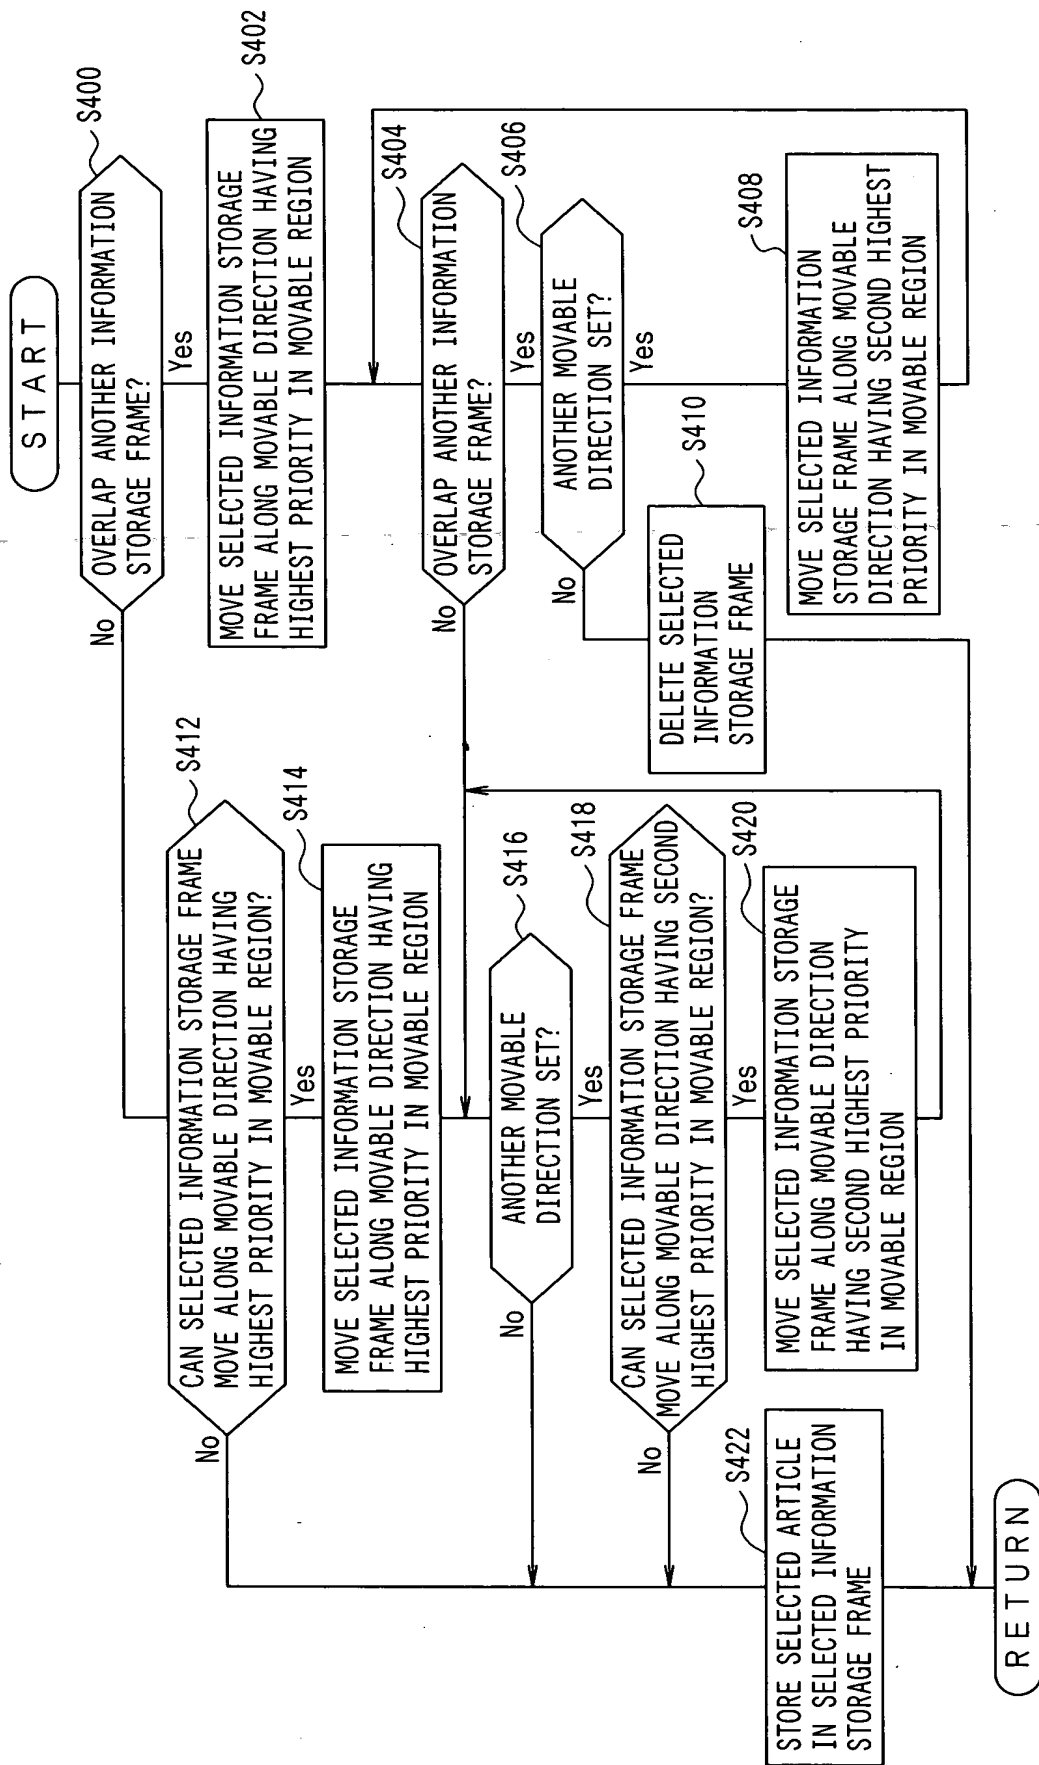 START
S400
OVERLAP ANOTHER INFORMATION
STORAGE FRAME?
No
Yes
S402
MOVE SELECTED INFORMATION STORAGE
FRAME ALONG MOVABLE DIRECTION HAVING
HIGHEST PRIORITY IN MOVABLE REGION
S404
OVERLAP ANOTHER INFORMATION
STORAGE FRAME?
No
Yes
S406
ANOTHER MOVABLE
DIRECTION SET?
No
Yes
S408
MOVE SELECTED INFORMATION
STORAGE FRAME ALONG MOVABLE
DIRECTION HAVING SECOND HIGHEST
PRIORITY IN MOVABLE REGION
S410
DELETE SELECTED
INFORMATION
STORAGE FRAME
S412
CAN SELECTED INFORMATION STORAGE FRAME
MOVE ALONG MOVABLE DIRECTION HAVING
HIGHEST PRIORITY IN MOVABLE REGION?
No
Yes
S414
MOVE SELECTED INFORMATION STORAGE
FRAME ALONG MOVABLE DIRECTION HAVING
HIGHEST PRIORITY IN MOVABLE REGION
S416
ANOTHER MOVABLE
DIRECTION SET?
No
Yes
S418
CAN SELECTED INFORMATION STORAGE FRAME
MOVE ALONG MOVABLE DIRECTION HAVING SECOND
HIGHEST PRIORITY IN MOVABLE REGION?
No
Yes
S420
MOVE SELECTED INFORMATION STORAGE
FRAME ALONG MOVABLE DIRECTION
HAVING SECOND HIGHEST PRIORITY
IN MOVABLE REGION
S422
STORE SELECTED ARTICLE
IN SELECTED INFORMATION
STORAGE FRAME
RETURN